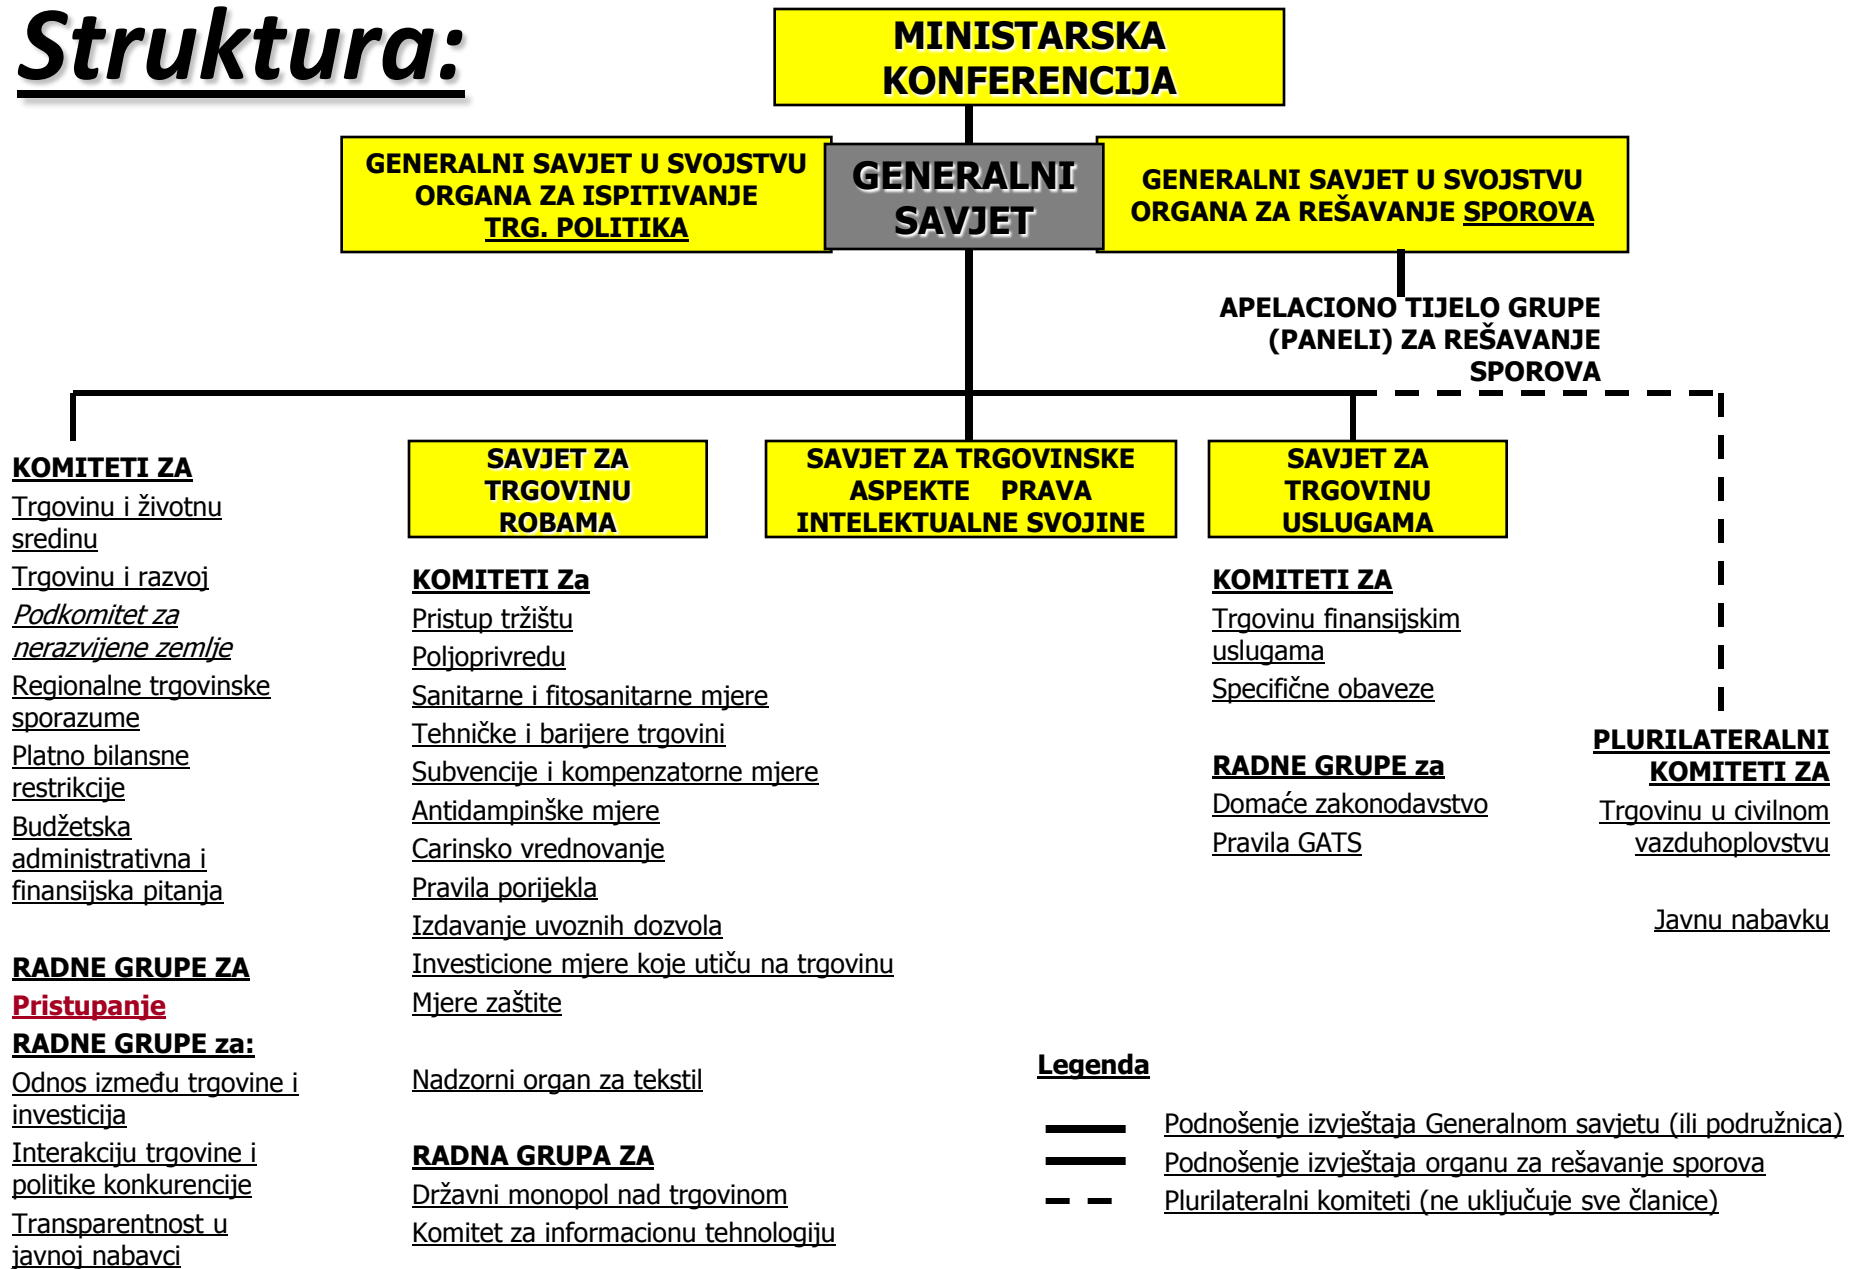 Struktura:
MINISTARSKA
KONFERENCIJA
GENERALNI SAVJET U SVOJSTVU
ORGANA ZA ISPITIVANJE
TRG. POLITIKA
GENERALNI
SAVJET
GENERALNI SAVJET U SVOJSTVU
ORGANA ZA REŠAVANJE SPOROVA
APELACIONO TIJELO GRUPE
(PANELI) ZA REŠAVANJE
SPOROVA
KOMITETI ZA
Trgovinu i životnu
sredinu
Trgovinu i razvoj
Podkomitet za
nerazvijene zemlje
Regionalne trgovinske
sporazume
Platno bilansne
restrikcije
Budžetska
administrativna i
finansijska pitanja
RADNE GRUPE ZA
Pristupanje
RADNE GRUPE za:
Odnos između trgovine i
investicija
Interakciju trgovine i
politike konkurencije
Transparentnost u
javnoj nabavci
SAVJET ZA
TRGOVINU
ROBAMA
KOMITETI Za
Pristup tržištu
Poljoprivredu
Sanitarne i fitosanitarne mjere
Tehničke i barijere trgovini
Subvencije i kompenzatorne mjere
Antidampinške mjere
Carinsko vrednovanje
Pravila porijekla
Izdavanje uvoznih dozvola
Investicione mjere koje utiču na trgovinu
Mjere zaštite
Nadzorni organ za tekstil
RADNA GRUPA ZA
Državni monopol nad trgovinom
Komitet za informacionu tehnologiju
SAVJET ZA TRGOVINSKE
ASPEKTE PRAVA
INTELEKTUALNE SVOJINE
SAVJET ZA
TRGOVINU
USLUGAMA
KOMITETI ZA
Trgovinu finansijskim
uslugama
Specifične obaveze
RADNE GRUPE za
Domaće zakonodavstvo
Pravila GATS
PLURILATERALNI
KOMITETI ZA
Trgovinu u civilnom
vazduhoplovstvu
Javnu nabavku
Legenda
Podnošenje izvještaja Generalnom savjetu (ili podružnica)
Podnošenje izvještaja organu za rešavanje sporova
Plurilateralni komiteti (ne uključuje sve članice)